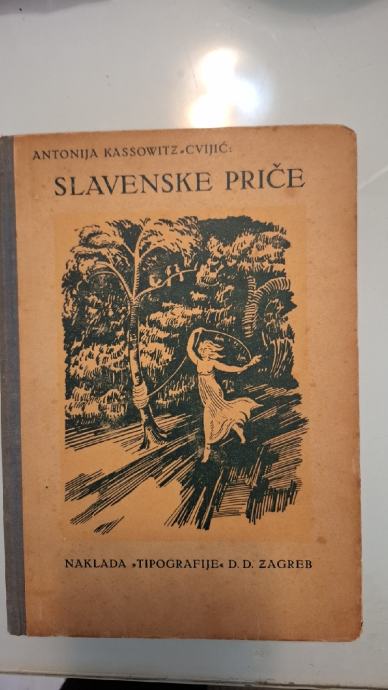 ANTONIJA KASSOWITZ-CVIJIĆ:
SLAVENSKE PRIČE
NAKLADA »TIPOGRAFIJE« D. D. ZAGREB